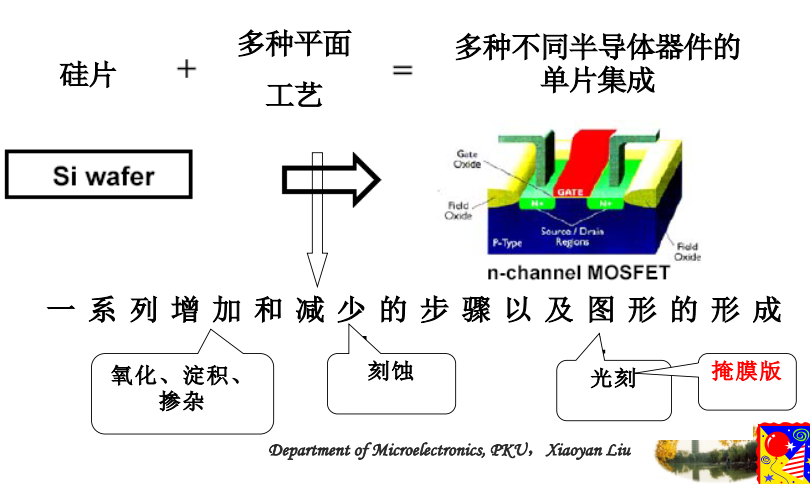 硅片 + 多种平面
工艺
=
多种不同半导体器件的
单片集成
Si wafer
Gate
Oxide
GATE
Field
Oxide
N+
N+
Source / Drain
Regions
P-Type
Field
Oxide
n-channel MOSFET
一系列增加和减少的步骤以及图形的形成
氧化、淀积、
掺杂
刻蚀
光刻
掩膜版
Department of Microelectronics, PKU， Xiaoyan Liu